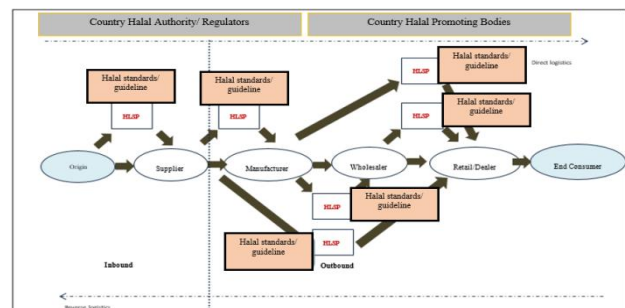 Country Halal Authority/ Regulators
Country Halal Promoting Bodies
Halal standards/
guideline
HLSP
Halal standards/
guideline
HLSP
Halal standards/
guideline
HLSP
Direct logistics
Halal standards/
guideline
HLSP
Origin
Supplier
Manufacturer
Wholesaler
Retail/Dealer
End Consumer
HLSP
Halal standards/
guideline
Halal standards/
guideline
HLSP
Inbound
Outbound
logistics